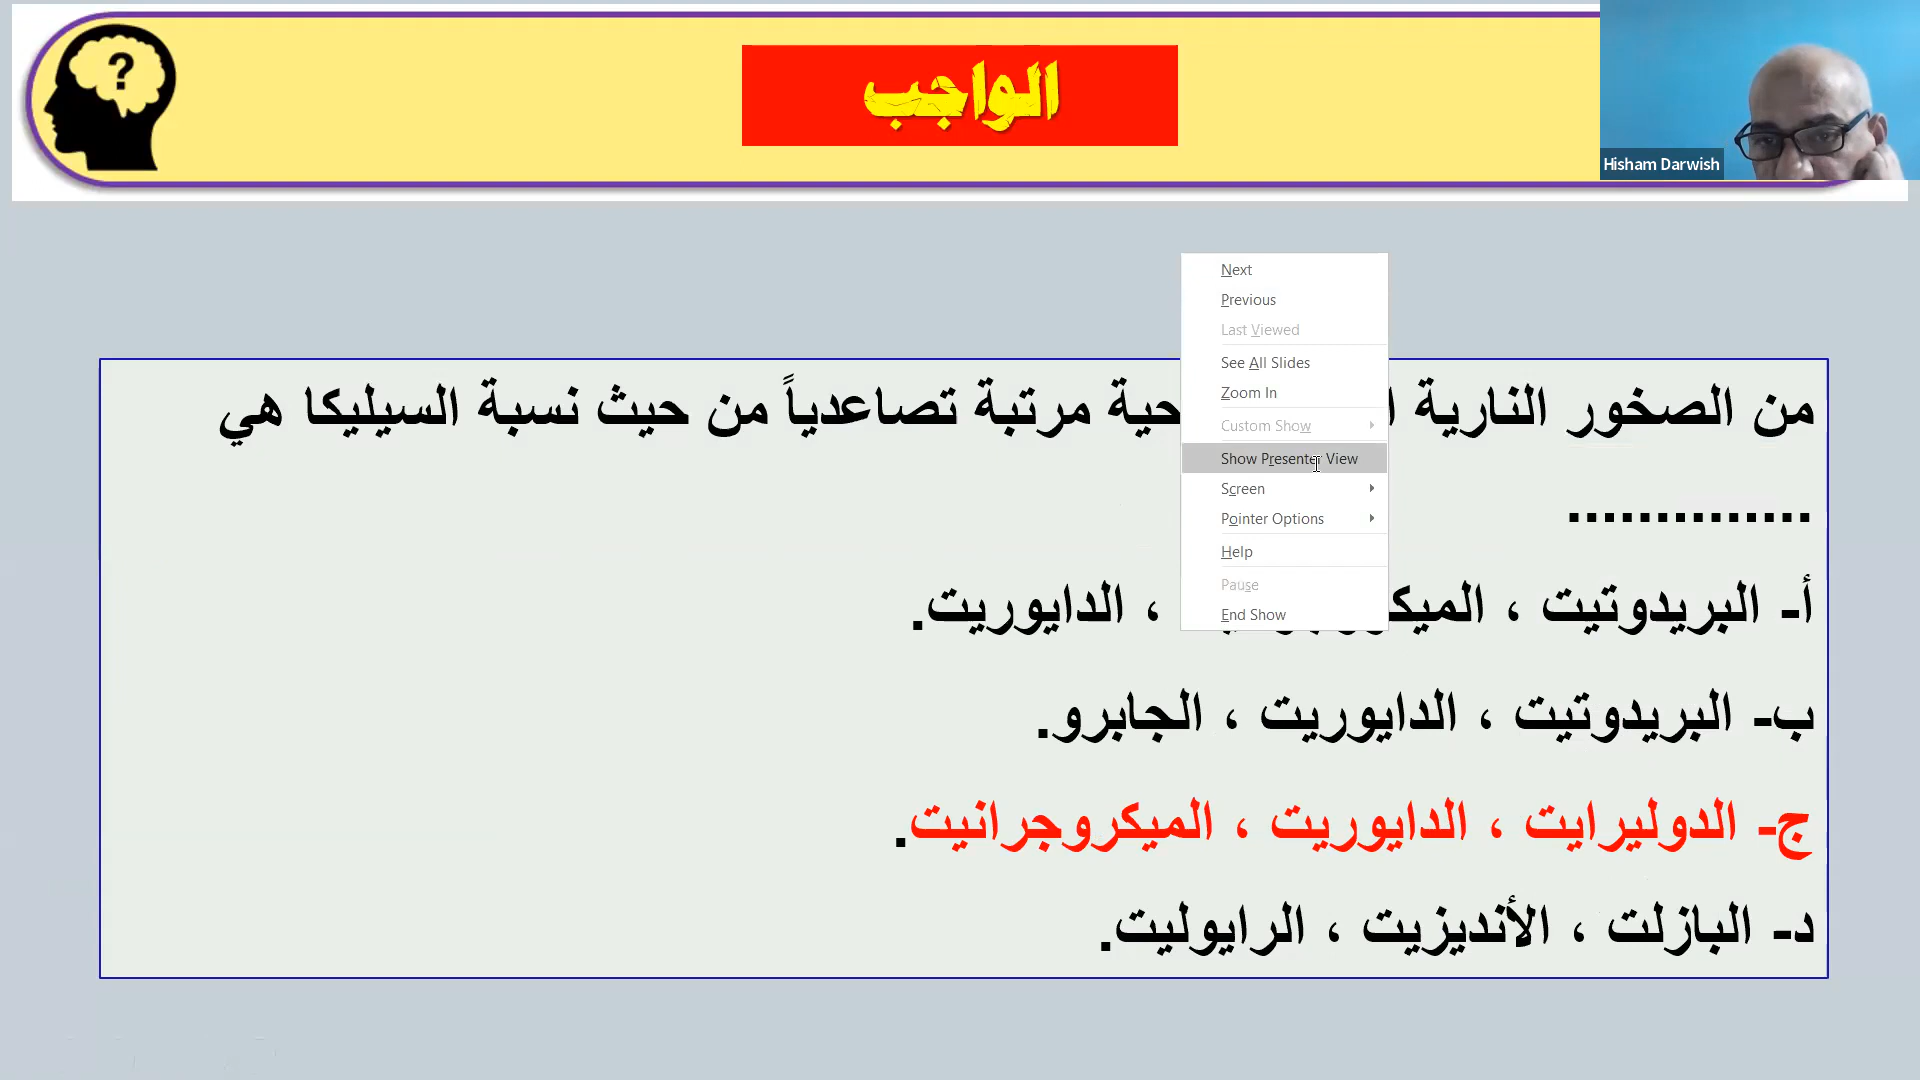 الواجب
Hisham Darwish
Next
Previous
Last Viewed
See All Slides
Zoom In
Custom Show
Show Presenter View
Screen
Pointer Options
Help
Pause
End Show
من الصخور النارية مرتبة تصاعدياً من حيث نسبة السيليكا هي
..............
أ- البريدوتيت ، ، الدايوريت.
ب- البريدوتيت ، الدايوريت ، الجابرو.
ج- الدوليرايت ، الدايوريت ، الميكروجرانيت.
د- البازلت ، الأنديزيت ، الرايوليت.